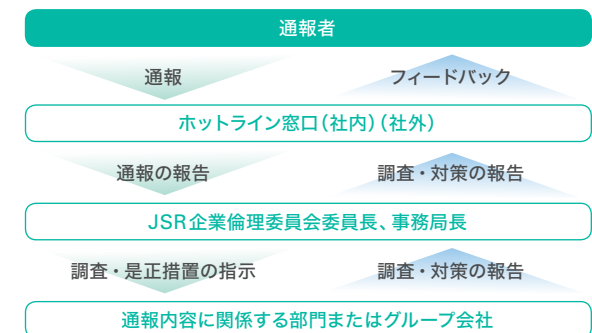 通報者
通報
フィードバック
ホットライン窓口（社内）（社外）
通報の報告
調査・対策の報告
JSR企業倫理委員会委員長、事務局長
調査・是正措置の指示
調査・対策の報告
通報内容に関係する部門またはグループ会社